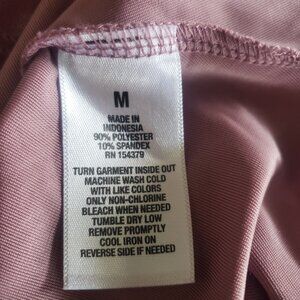 M
MADE IN
INDONESIA
90% POLYESTER
10% SPANDEX
RN 154379
TURN GARMENT INSIDE OUT
MACHINE WASH COLD
WITH LIKE COLORS
ONLY NON-CHLORINE
BLEACH WHEN NEEDED
TUMBLE DRY LOW
REMOVE PROMPTLY
COOL IRON ON
REVERSE SIDE IF NEEDED